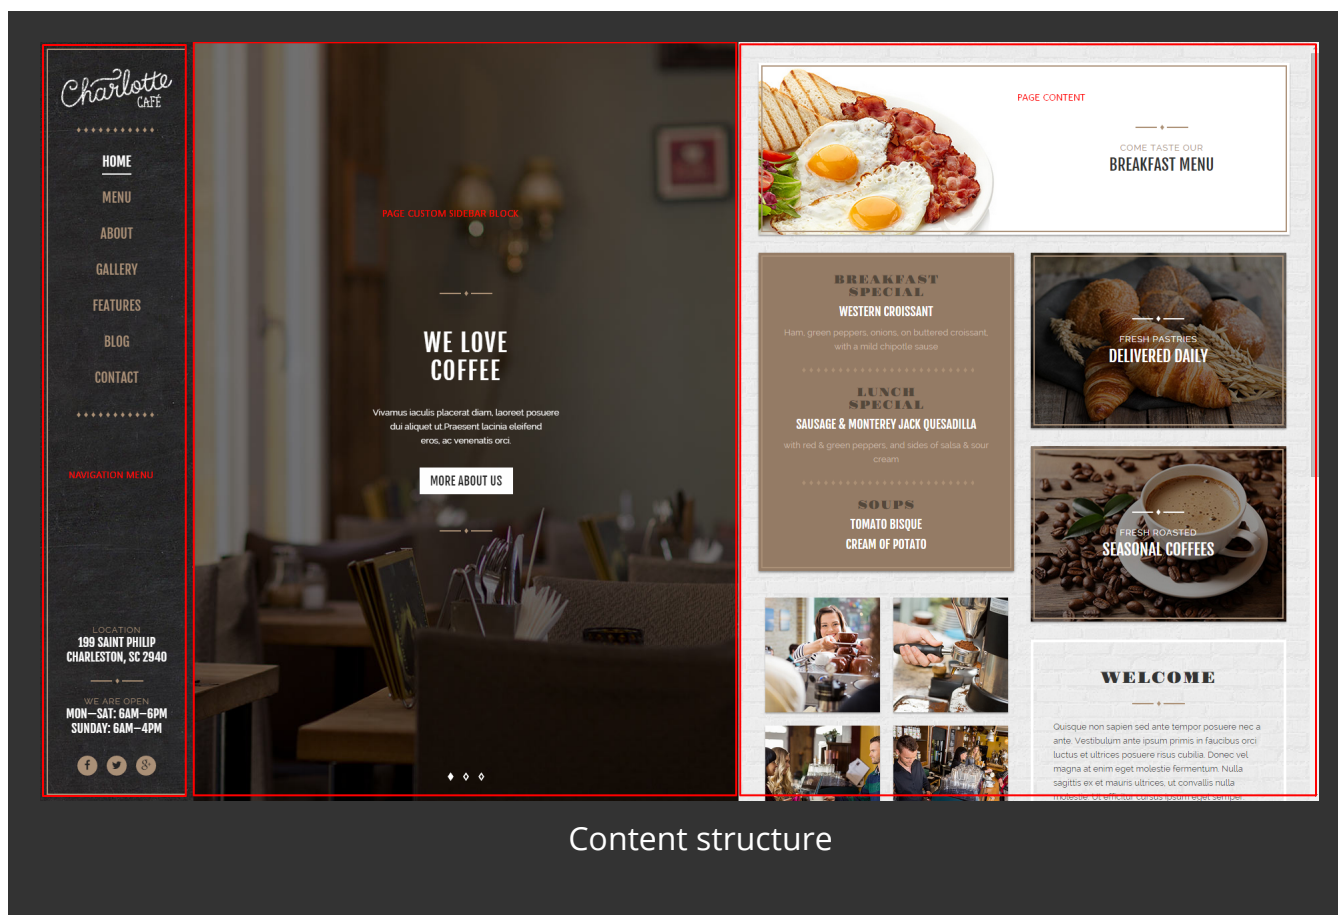 Charlotte
CAFÉ
HOME
MENU
ABOUT
GALLERY
FEATURES
BLOG
CONTACT
NAVIGATION MENU
LOCATION
199 SAINT PHILIP
CHARLESTON, SC 2940
WE ARE OPEN
MON—SAT: 6AM—6PM
SUNDAY: 6AM—4PM
PAGE CUSTOM SIDEBAR BLOCK
WE LOVE
COFFEE
Vivamus iaculis placerat diam, laoreet posuere
dui aliquet ut.Praesent lacinia eleifend
eros, ac venenatis orci.
MORE ABOUT US
PAGE CONTENT
COME TASTE OUR
BREAKFAST MENU
BREAKFAST
SPECIAL
WESTERN CROISSANT
Ham, green peppers, onions, on buttered croissant,
with a mild chipotle sause
LUNCH
SPECIAL
SAUSAGE & MONTEREY JACK QUESADILLA
with red & green peppers, and sides of salsa & sour
cream
SOUPS
TOMATO BISQUE
CREAM OF POTATO
FRESH PASTRIES
DELIVERED DAILY
FRESH ROASTED
SEASONAL COFFEES
WELCOME
Quisque non sapien sed ante tempor posuere nec a
ante. Vestibulum ante ipsum primis in faucibus orci
luctus et ultrices posuere risus cubilia. Donec vel
magna at enim eget molestie fermentum. Nulla
sagittis ex et mauris ultrices, ut convallis nulla
molestie. Ut efficitur cursus ipsum eget semper.
Content structure